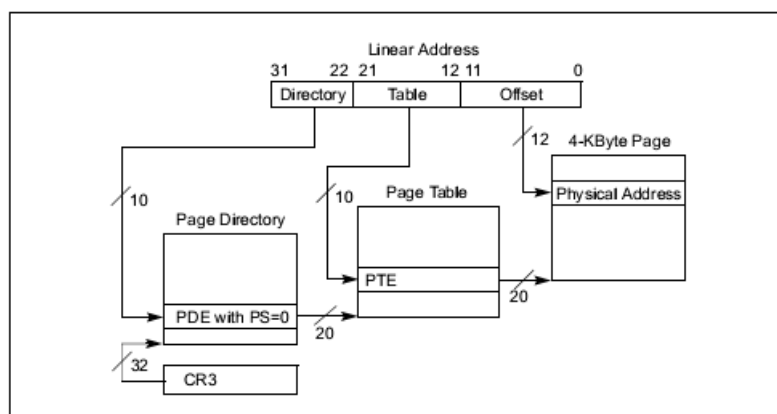 Linear Address
31 22 21 12 11 0
Directory Table Offset
12 4-KByte Page
10 10 Page Table Physical Address
Page Directory
PTE
20
PDE with PS=0
20
32
CR3